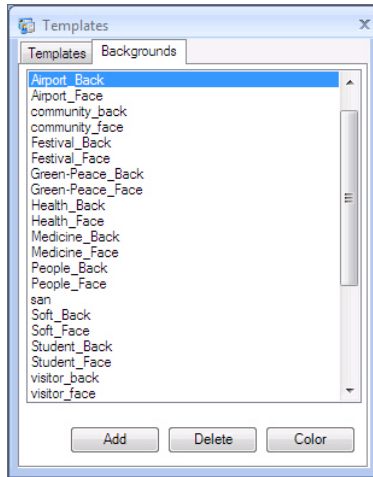 Templates
Templates Backgrounds
Airport_Back
Airport_Face
community_back
community_face
Festival_Back
Festival_Face
Green-Peace_Back
Green-Peace_Face
Health_Back
Health_Face
Medicine_Back
Medicine_Face
People_Back
People_Face
san
Soft_Back
Soft_Face
Student_Back
Student_Face
visitor_back
visitor_face
Add Delete Color